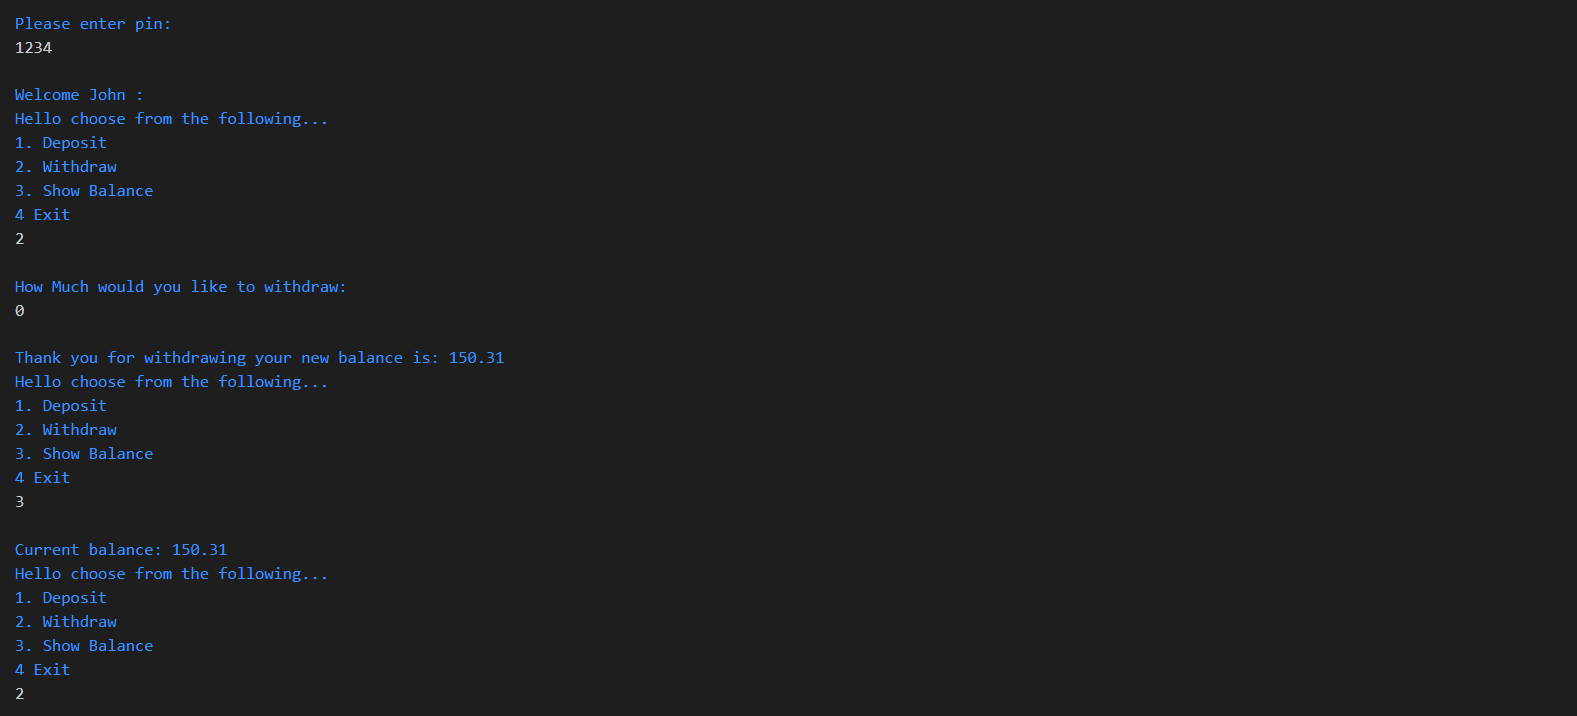 Please enter pin:
1234
Welcome John :
Hello choose from the following...
1. Deposit
2. Withdraw
3. Show Balance
4 Exit
2
How Much would you like to withdraw:
0
Thank you for withdrawing your new balance is: 150.31
Hello choose from the following...
1. Deposit
2. Withdraw
3. Show Balance
4 Exit
3
Current balance: 150.31
Hello choose from the following...
1. Deposit
2. Withdraw
3. Show Balance
4 Exit
2